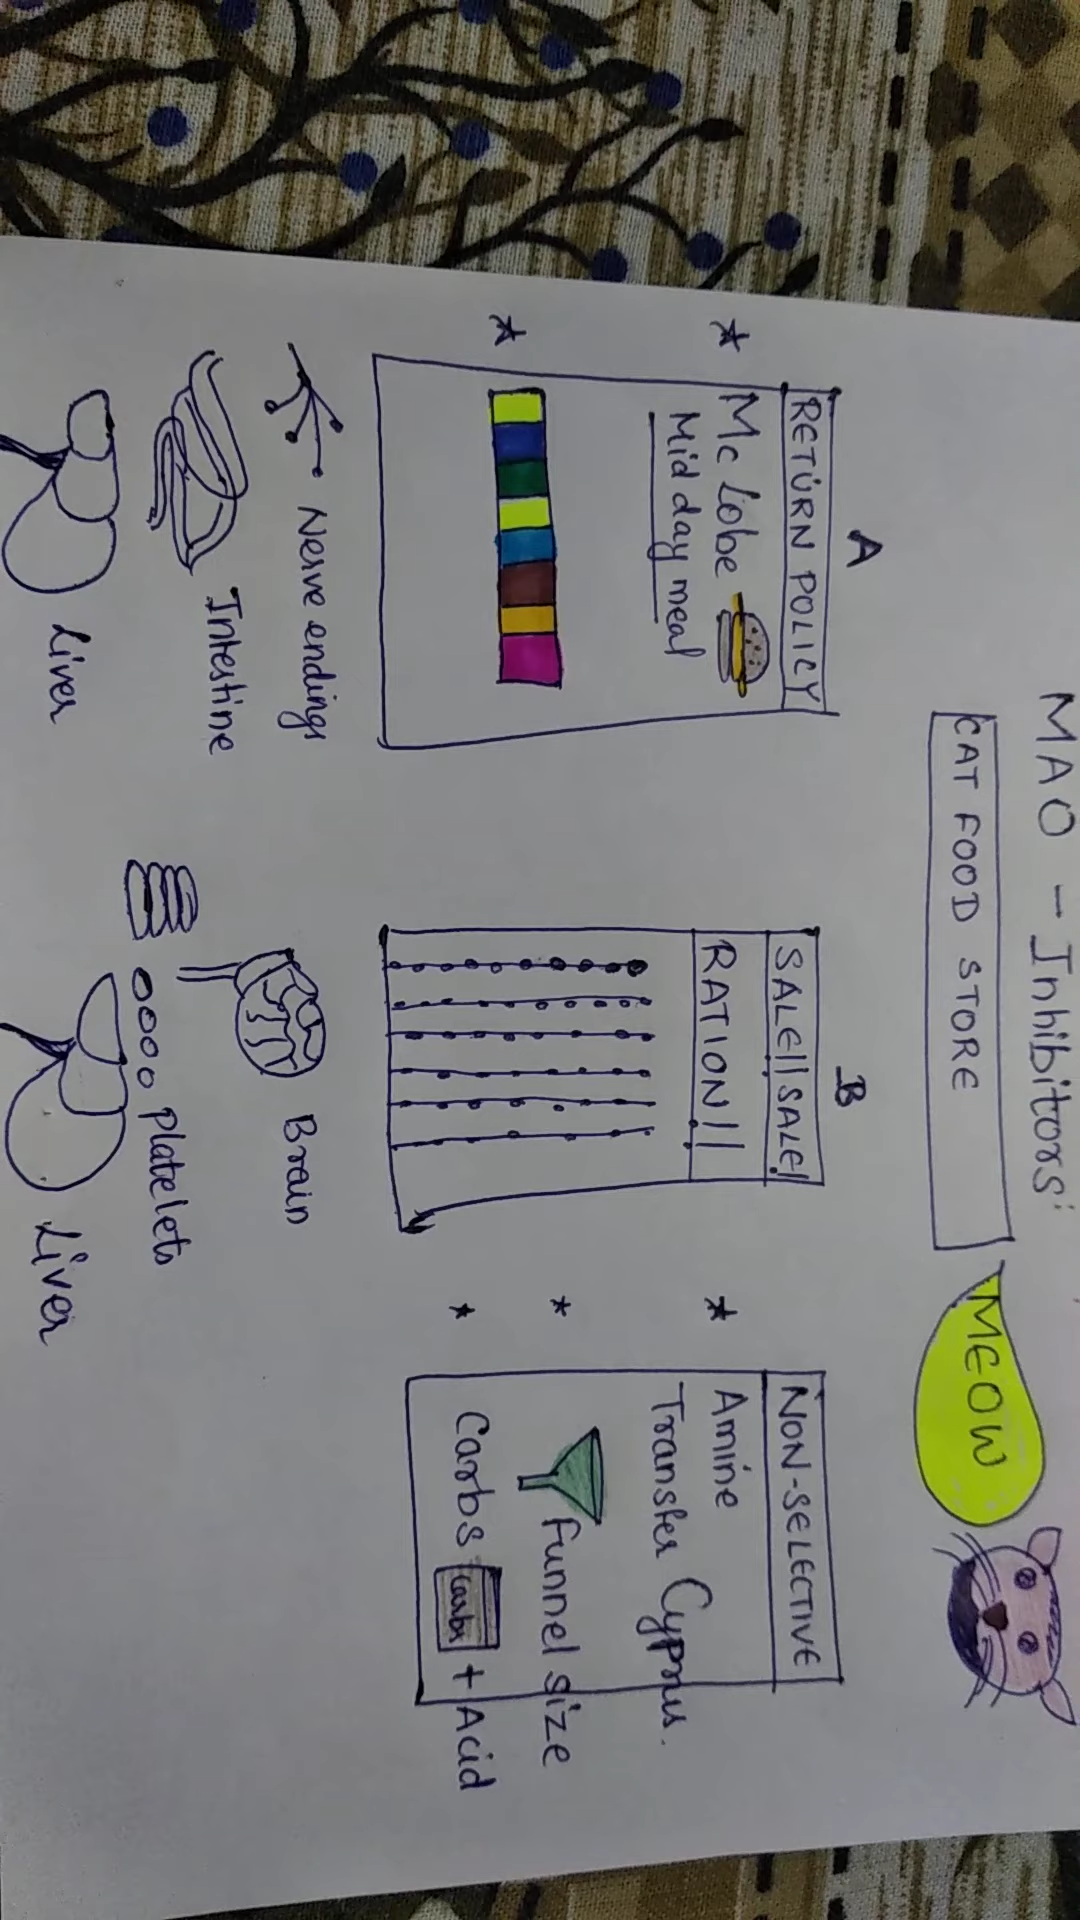 MAO - Inhibitors:
CAT FOOD STORE
MEOW
A
RETURN POLICY
Mc Lobe
Mid day meal
Nerve endings
Intestine
Liver
B
SALE!! SALE!
RATION!!
Brain
Platelets
Liver
NON-SELECTIVE
Amine
Transfer Cyprus.
Funnel size
Carbs Carbs + Acid